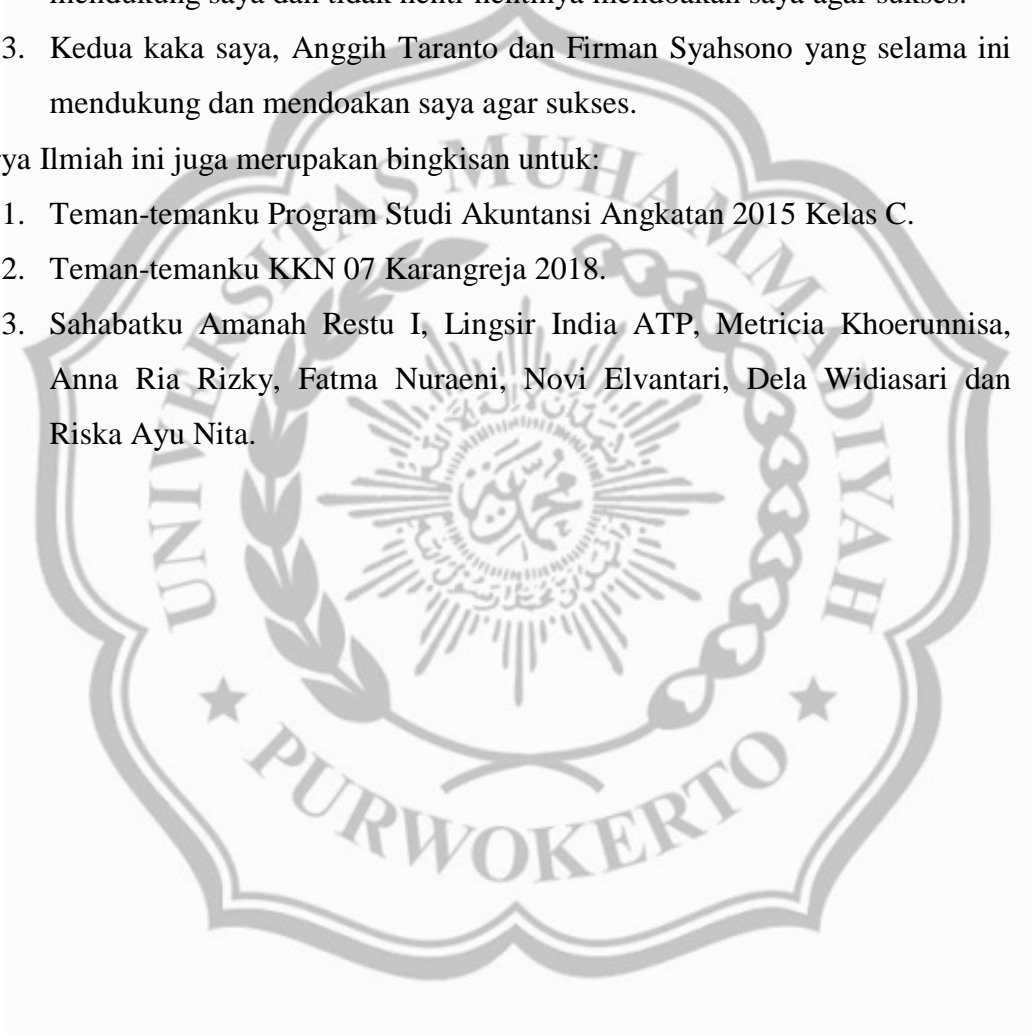 mendukung saya dan tidak henti-hentinya mendoakan saya agar sukses.
3. Kedua kaka saya, Anggih Taranto dan Firman Syahsono yang selama ini
mendukung dan mendoakan saya agar sukses.
ya Ilmiah ini juga merupakan bingkisan untuk:
1. Teman-temanku Program Studi Akuntansi Angkatan 2015 Kelas C.
2. Teman-temanku KKN 07 Karangreja 2018.
3. Sahabatku Amanah Restu I, Lingsir India ATP, Metricia Khoerunnisa,
Anna Ria Rizky, Fatma Nuraeni, Novi Elvantari, Dela Widiasari dan
Riska Ayu Nita.
UNIVERSITAS MUHAMMADIYAH
PURWOKERTO
محمدية